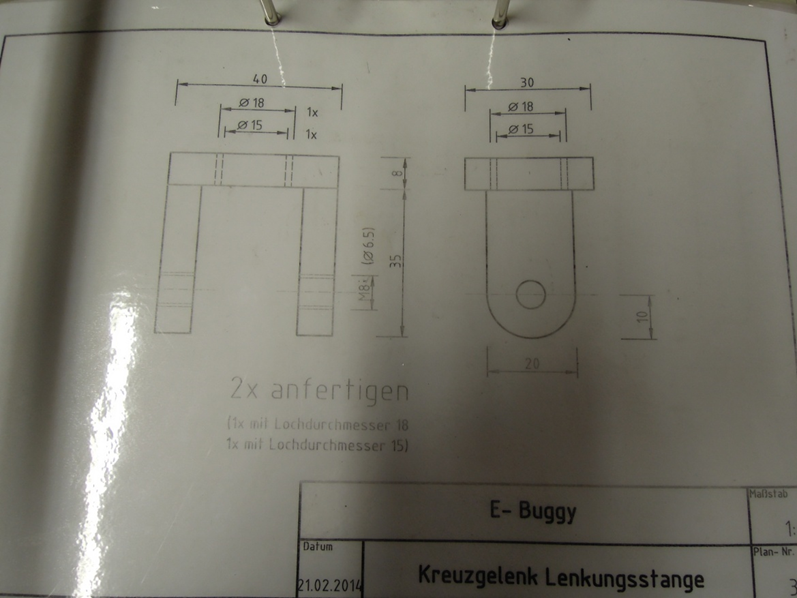 40
30
⌀ 18 1x
⌀ 15 1x
⌀ 18
⌀ 15
8
35
(⌀ 6.5)
10
20
2x anfertigen
(1x mit Lochdurchmesser 18
1x mit Lochdurchmesser 15)
E- Buggy
Maßstab
1:
Datum
21.02.2014
Kreuzgelenk Lenkungsstange
Plan- Nr.
3